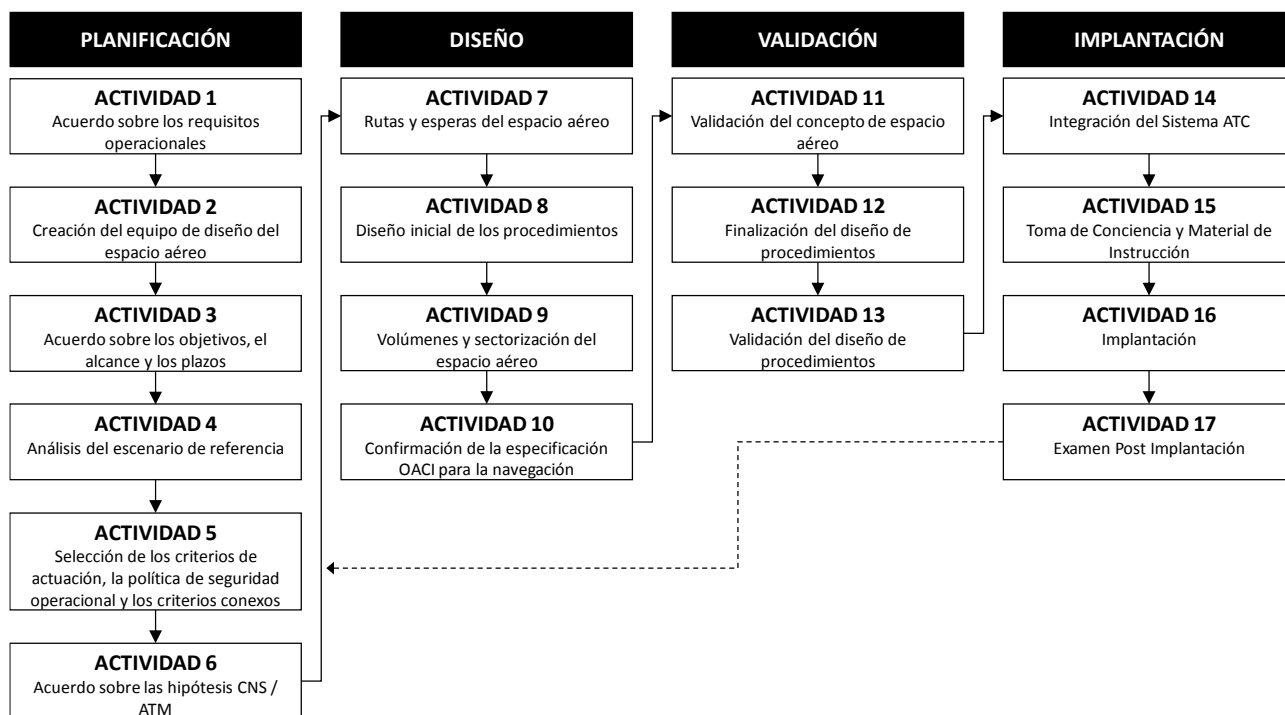 PLANIFICACIÓN
ACTIVIDAD 1
Acuerdo sobre los requisitos
operacionales
ACTIVIDAD 2
Creación del equipo de diseño del
espacio aéreo
ACTIVIDAD 3
Acuerdo sobre los objetivos, el
alcance y los plazos
ACTIVIDAD 4
Análisis del escenario de referencia
ACTIVIDAD 5
Selección de los criterios de
actuación, la política de seguridad
operacional y los criterios conexos
ACTIVIDAD 6
Acuerdo sobre las hipótesis CNS /
ATM
DISEÑO
ACTIVIDAD 7
Rutas y esperas del espacio aéreo
ACTIVIDAD 8
Diseño inicial de los procedimientos
ACTIVIDAD 9
Volúmenes y sectorización del
espacio aéreo
ACTIVIDAD 10
Confirmación de la especificación
OACI para la navegación
VALIDACIÓN
ACTIVIDAD 11
Validación del concepto de espacio
aéreo
ACTIVIDAD 12
Finalización del diseño de
procedimientos
ACTIVIDAD 13
Validación del diseño de
procedimientos
IMPLANTACIÓN
ACTIVIDAD 14
Integración del Sistema ATC
ACTIVIDAD 15
Toma de Conciencia y Material de
Instrucción
ACTIVIDAD 16
Implantación
ACTIVIDAD 17
Examen Post Implantación